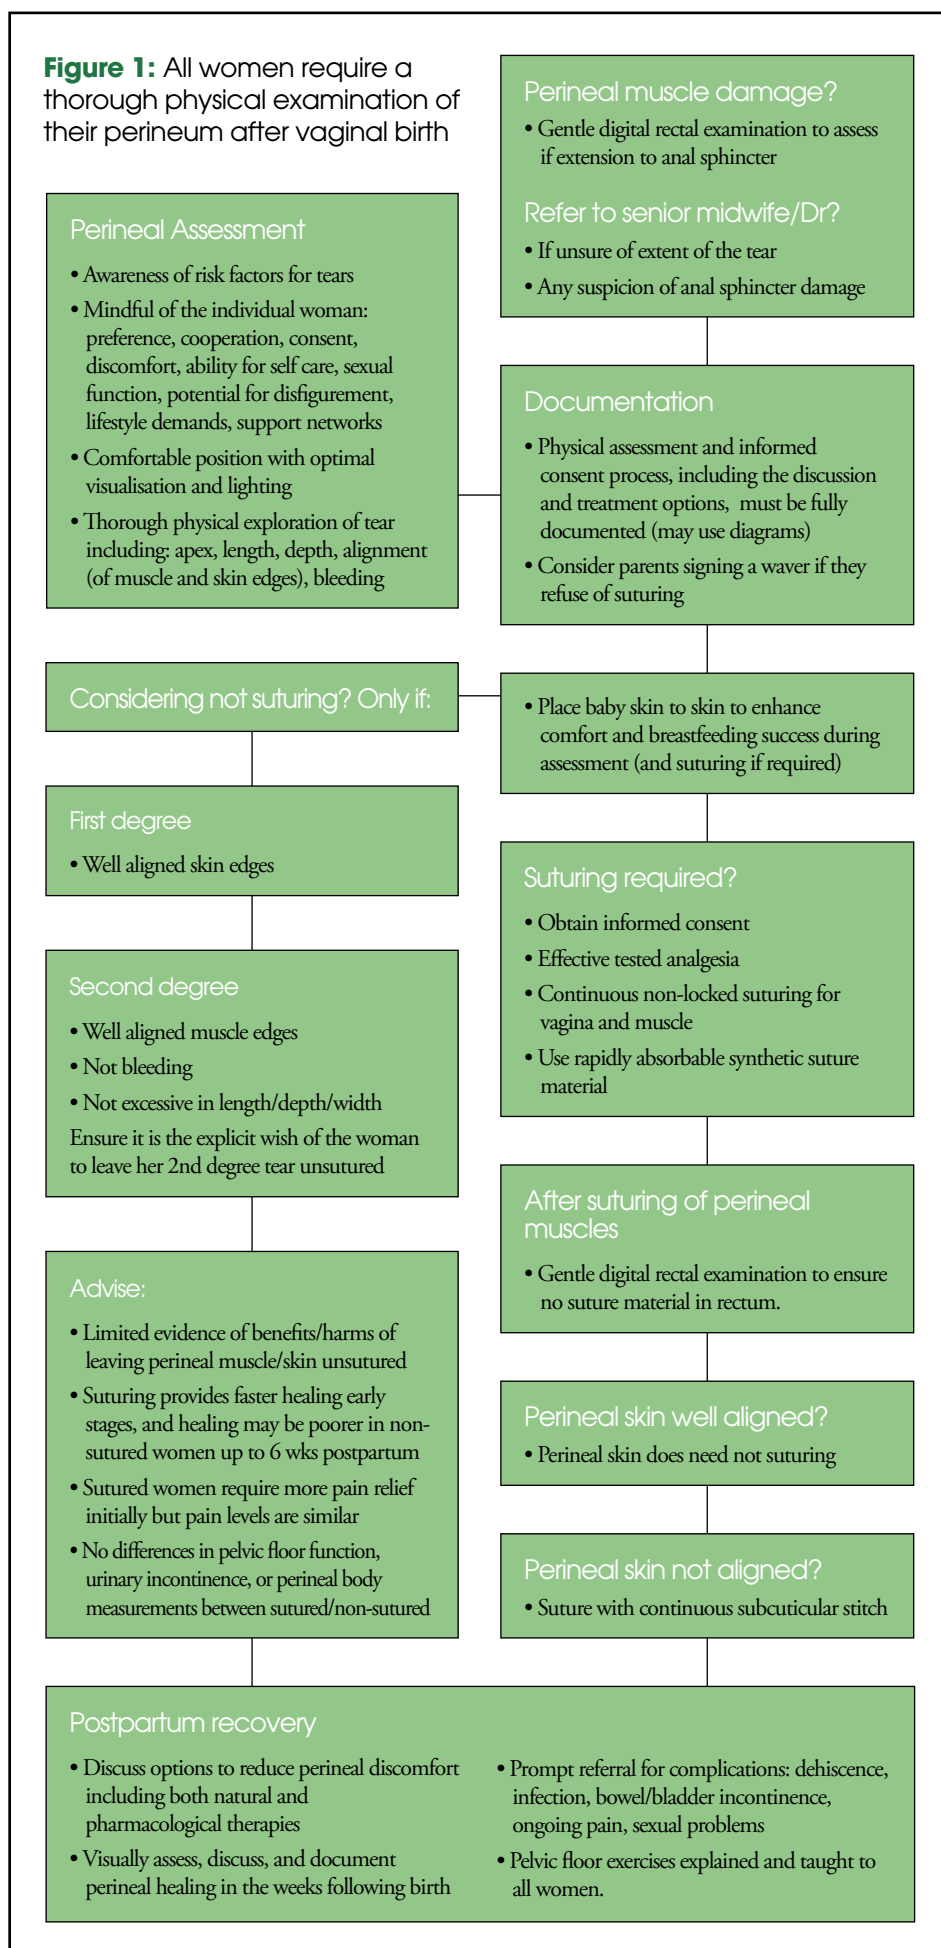 Figure 1: All women require a
thorough physical examination of
their perineum after vaginal birth
Perineal Assessment
• Awareness of risk factors for tears
• Mindful of the individual woman:
preference, cooperation, consent,
discomfort, ability for self care, sexual
function, potential for disfigurement,
lifestyle demands, support networks
• Comfortable position with optimal
visualisation and lighting
• Thorough physical exploration of tear
including: apex, length, depth, alignment
(of muscle and skin edges), bleeding
Perineal muscle damage?
• Gentle digital rectal examination to assess
if extension to anal sphincter
Refer to senior midwife/Dr?
• If unsure of extent of the tear
• Any suspicion of anal sphincter damage
Documentation
• Physical assessment and informed
consent process, including the discussion
and treatment options, must be fully
documented (may use diagrams)
• Consider parents signing a waver if they
refuse of suturing
Considering not suturing? Only if:
• Place baby skin to skin to enhance
comfort and breastfeeding success during
assessment (and suturing if required)
First degree
• Well aligned skin edges
Second degree
• Well aligned muscle edges
• Not bleeding
• Not excessive in length/depth/width
Ensure it is the explicit wish of the woman
to leave her 2nd degree tear unsutured
Advise:
• Limited evidence of benefits/harms of
leaving perineal muscle/skin unsutured
• Suturing provides faster healing early
stages, and healing may be poorer in non-
sutured women up to 6 wks postpartum
• Sutured women require more pain relief
initially but pain levels are similar
• No differences in pelvic floor function,
urinary incontinence, or perineal body
measurements between sutured/non-sutured
Suturing required?
• Obtain informed consent
• Effective tested analgesia
• Continuous non-locked suturing for
vagina and muscle
• Use rapidly absorbable synthetic suture
material
After suturing of perineal
muscles
• Gentle digital rectal examination to ensure
no suture material in rectum.
Perineal skin well aligned?
• Perineal skin does need not suturing
Perineal skin not aligned?
• Suture with continuous subcuticular stitch
Postpartum recovery
• Discuss options to reduce perineal discomfort
including both natural and
pharmacological therapies
• Visually assess, discuss, and document
perineal healing in the weeks following birth
• Prompt referral for complications: dehiscence,
infection, bowel/bladder incontinence,
ongoing pain, sexual problems
• Pelvic floor exercises explained and taught to
all women.